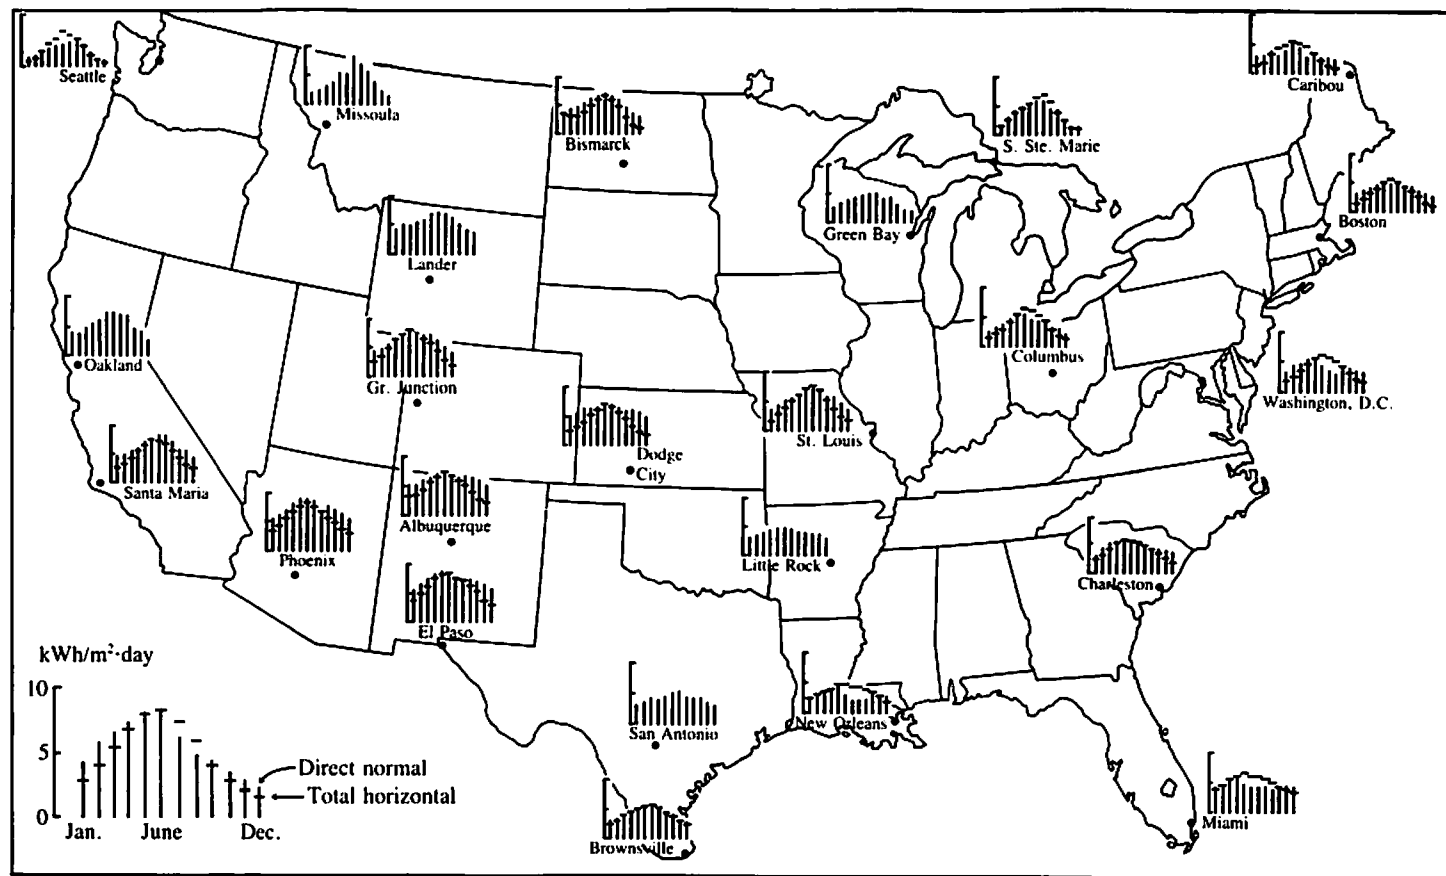 Seattle
Missoula
Bismarck
S. Ste. Marie
Caribou
Green Bay
Boston
Lander
Oakland
Gr. Junction
Columbus
St. Louis
Washington, D.C.
Dodge
City
Santa Maria
Albuquerque
Phoenix
Little Rock
Charleston
El Paso
San Antonio
New Orleans
Brownsville
Miami
kWh/m²·day
10
5
0
Direct normal
Total horizontal
Jan. June Dec.